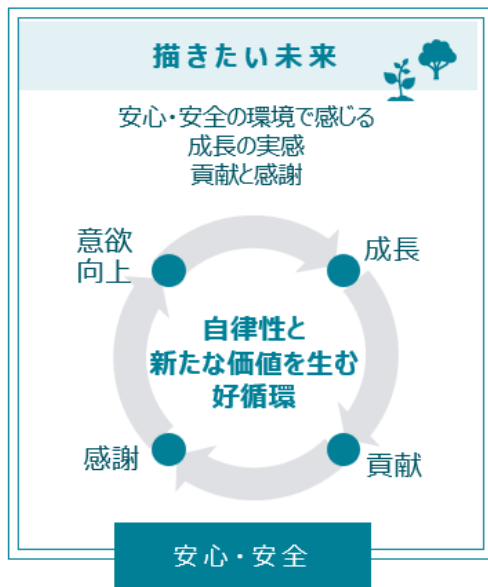 描きたい未来
安心・安全の環境で感じる
成長の実感
貢献と感謝
意欲
向上
成長
自律性と
新たな価値を生む
好循環
感謝
貢献
安心・安全